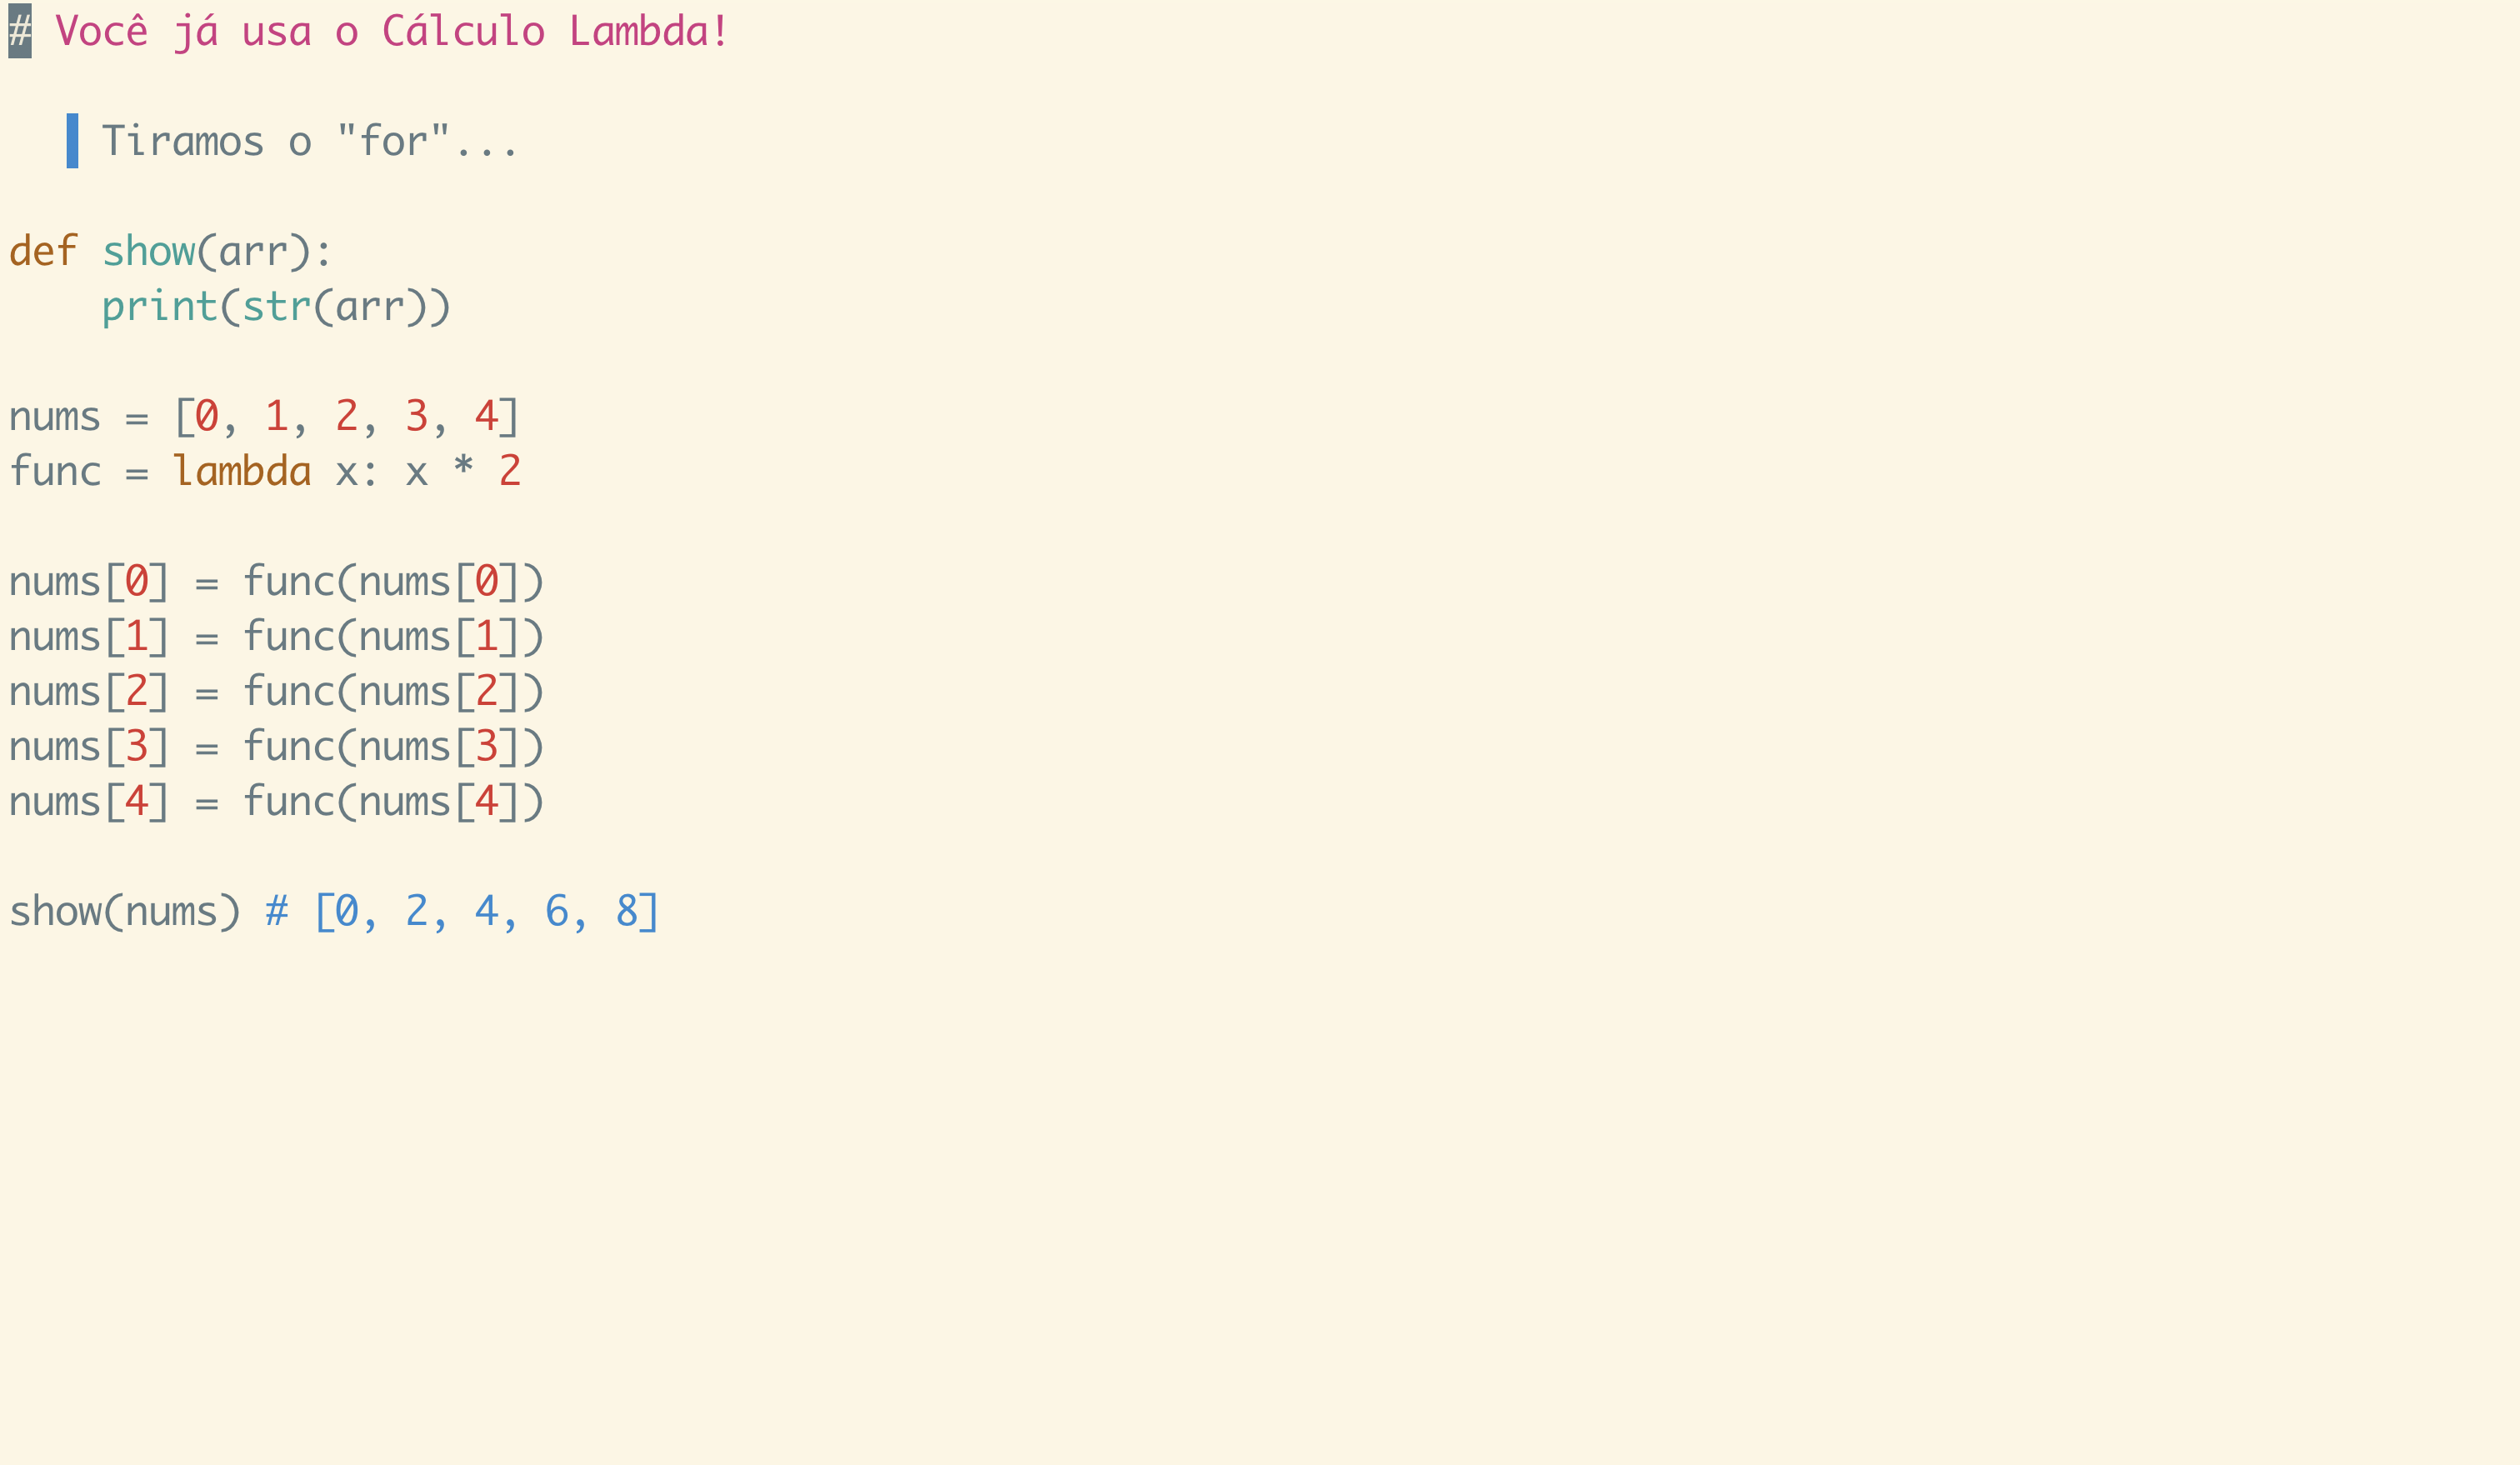 # Você já usa o Cálculo Lambda!
Tiramos o "for"...
def show(arr):
    print(str(arr))
nums = [0, 1, 2, 3, 4]
func = lambda x: x * 2
nums[0] = func(nums[0])
nums[1] = func(nums[1])
nums[2] = func(nums[2])
nums[3] = func(nums[3])
nums[4] = func(nums[4])
show(nums) # [0, 2, 4, 6, 8]